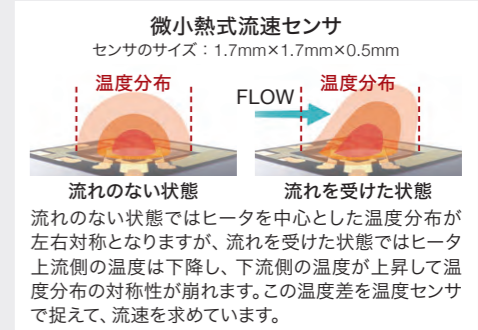 微小熱式流速センサ
センサのサイズ：1.7mm×1.7mm×0.5mm
温度分布
FLOW
温度分布
流れのない状態
流れを受けた状態
流れのない状態ではヒータを中心とした温度分布が
左右対称となりますが、流れを受けた状態ではヒータ
上流側の温度は下降し、下流側の温度が上昇して温
度分布の対称性が崩れます。この温度差を温度センサ
で捉えて、流速を求めています。